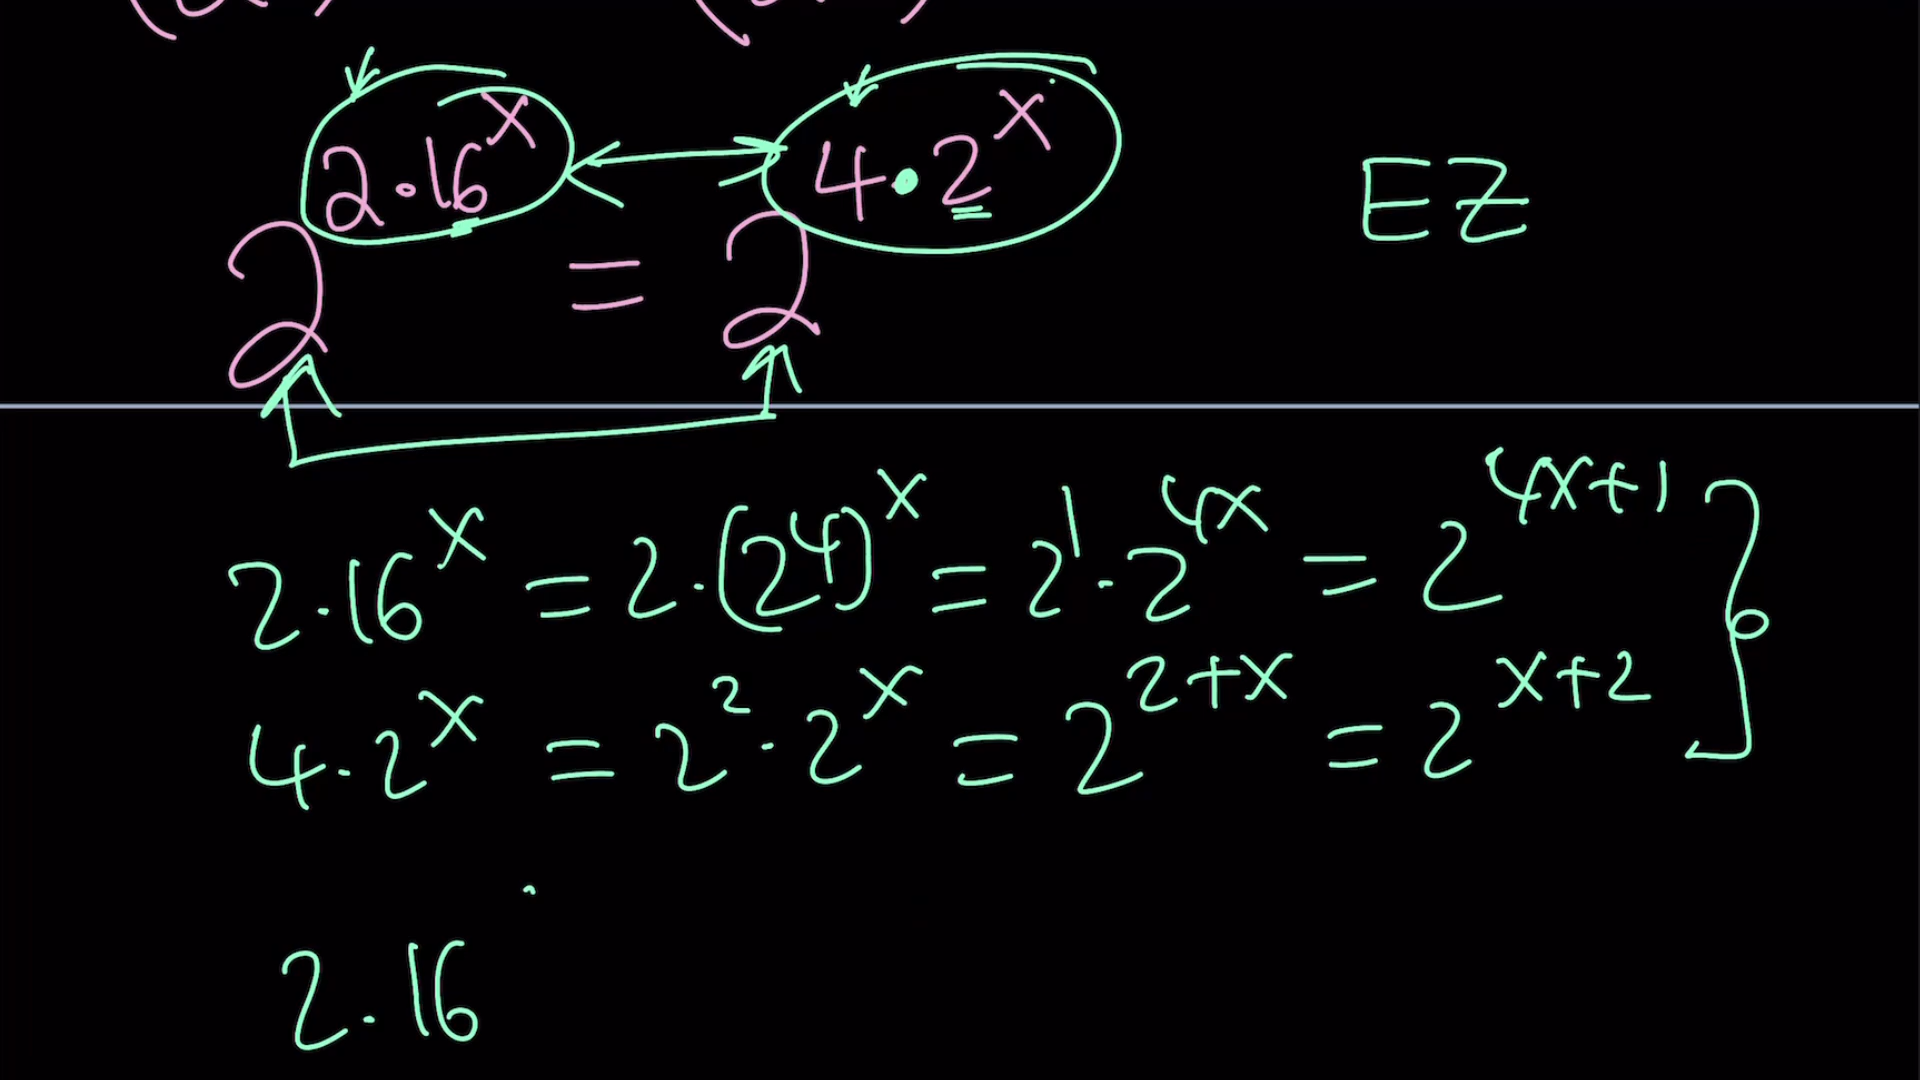 2^{2·16^x} = 2^{4·2^x}
EZ
2·16^x = 2·(2^4)^x = 2^1·2^{4x} = 2^{4x+1}
4·2^x = 2^2·2^x = 2^{2+x} = 2^{x+2}
2·16